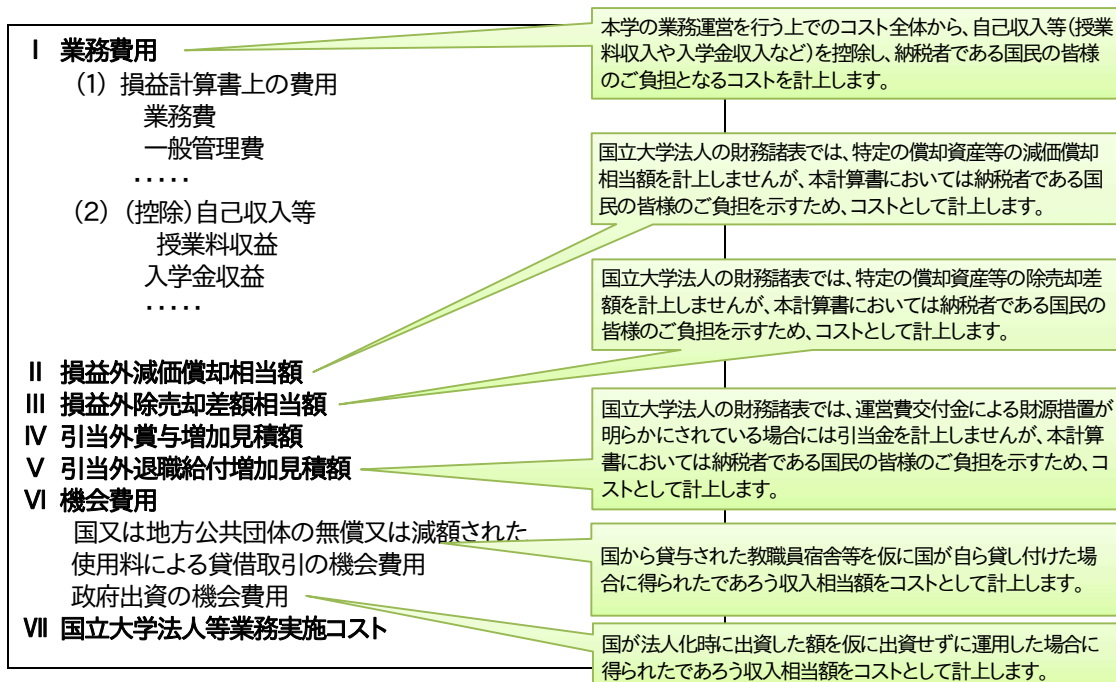 Ⅰ 業務費用
(1) 損益計算書上の費用
業務費
一般管理費
・・・・・
(2) (控除)自己収入等
授業料収益
入学金収益
・・・・・
Ⅱ 損益外減価償却相当額
Ⅲ 損益外除売却差額相当額
Ⅳ 引当外賞与増加見積額
Ⅴ 引当外退職給付増加見積額
Ⅵ 機会費用
国又は地方公共団体の無償又は減額された
使用料による貸借取引の機会費用
政府出資の機会費用
Ⅶ 国立大学法人等業務実施コスト
本学の業務運営を行う上でのコスト全体から、自己収入等(授業
料収入や入学金収入など)を控除し、納税者である国民の皆様
のご負担となるコストを計上します。
国立大学法人の財務諸表では、特定の償却資産等の減価償却
相当額を計上しませんが、本計算書においては納税者である国
民の皆様のご負担を示すため、コストとして計上します。
国立大学法人の財務諸表では、特定の償却資産等の除売却差
額を計上しませんが、本計算書においては納税者である国民の
皆様のご負担を示すため、コストとして計上します。
国立大学法人の財務諸表では、運営費交付金による財源措置が
明らかにされている場合には引当金を計上しませんが、本計算
書においては納税者である国民の皆様のご負担を示すため、コ
ストとして計上します。
国から貸与された教職員宿舎等を仮に国が自ら貸し付けた場
合に得られたであろう収入相当額をコストとして計上します。
国が法人化時に出資した額を仮に出資せずに運用した場合に
得られたであろう収入相当額をコストとして計上します。